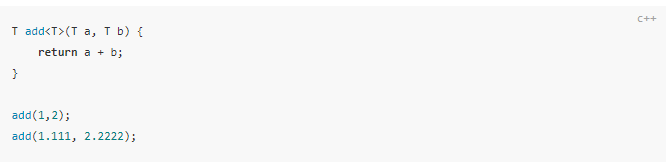 c++
T add<T>(T a, T b) {
    return a + b;
}

add(1,2);
add(1.111, 2.2222);